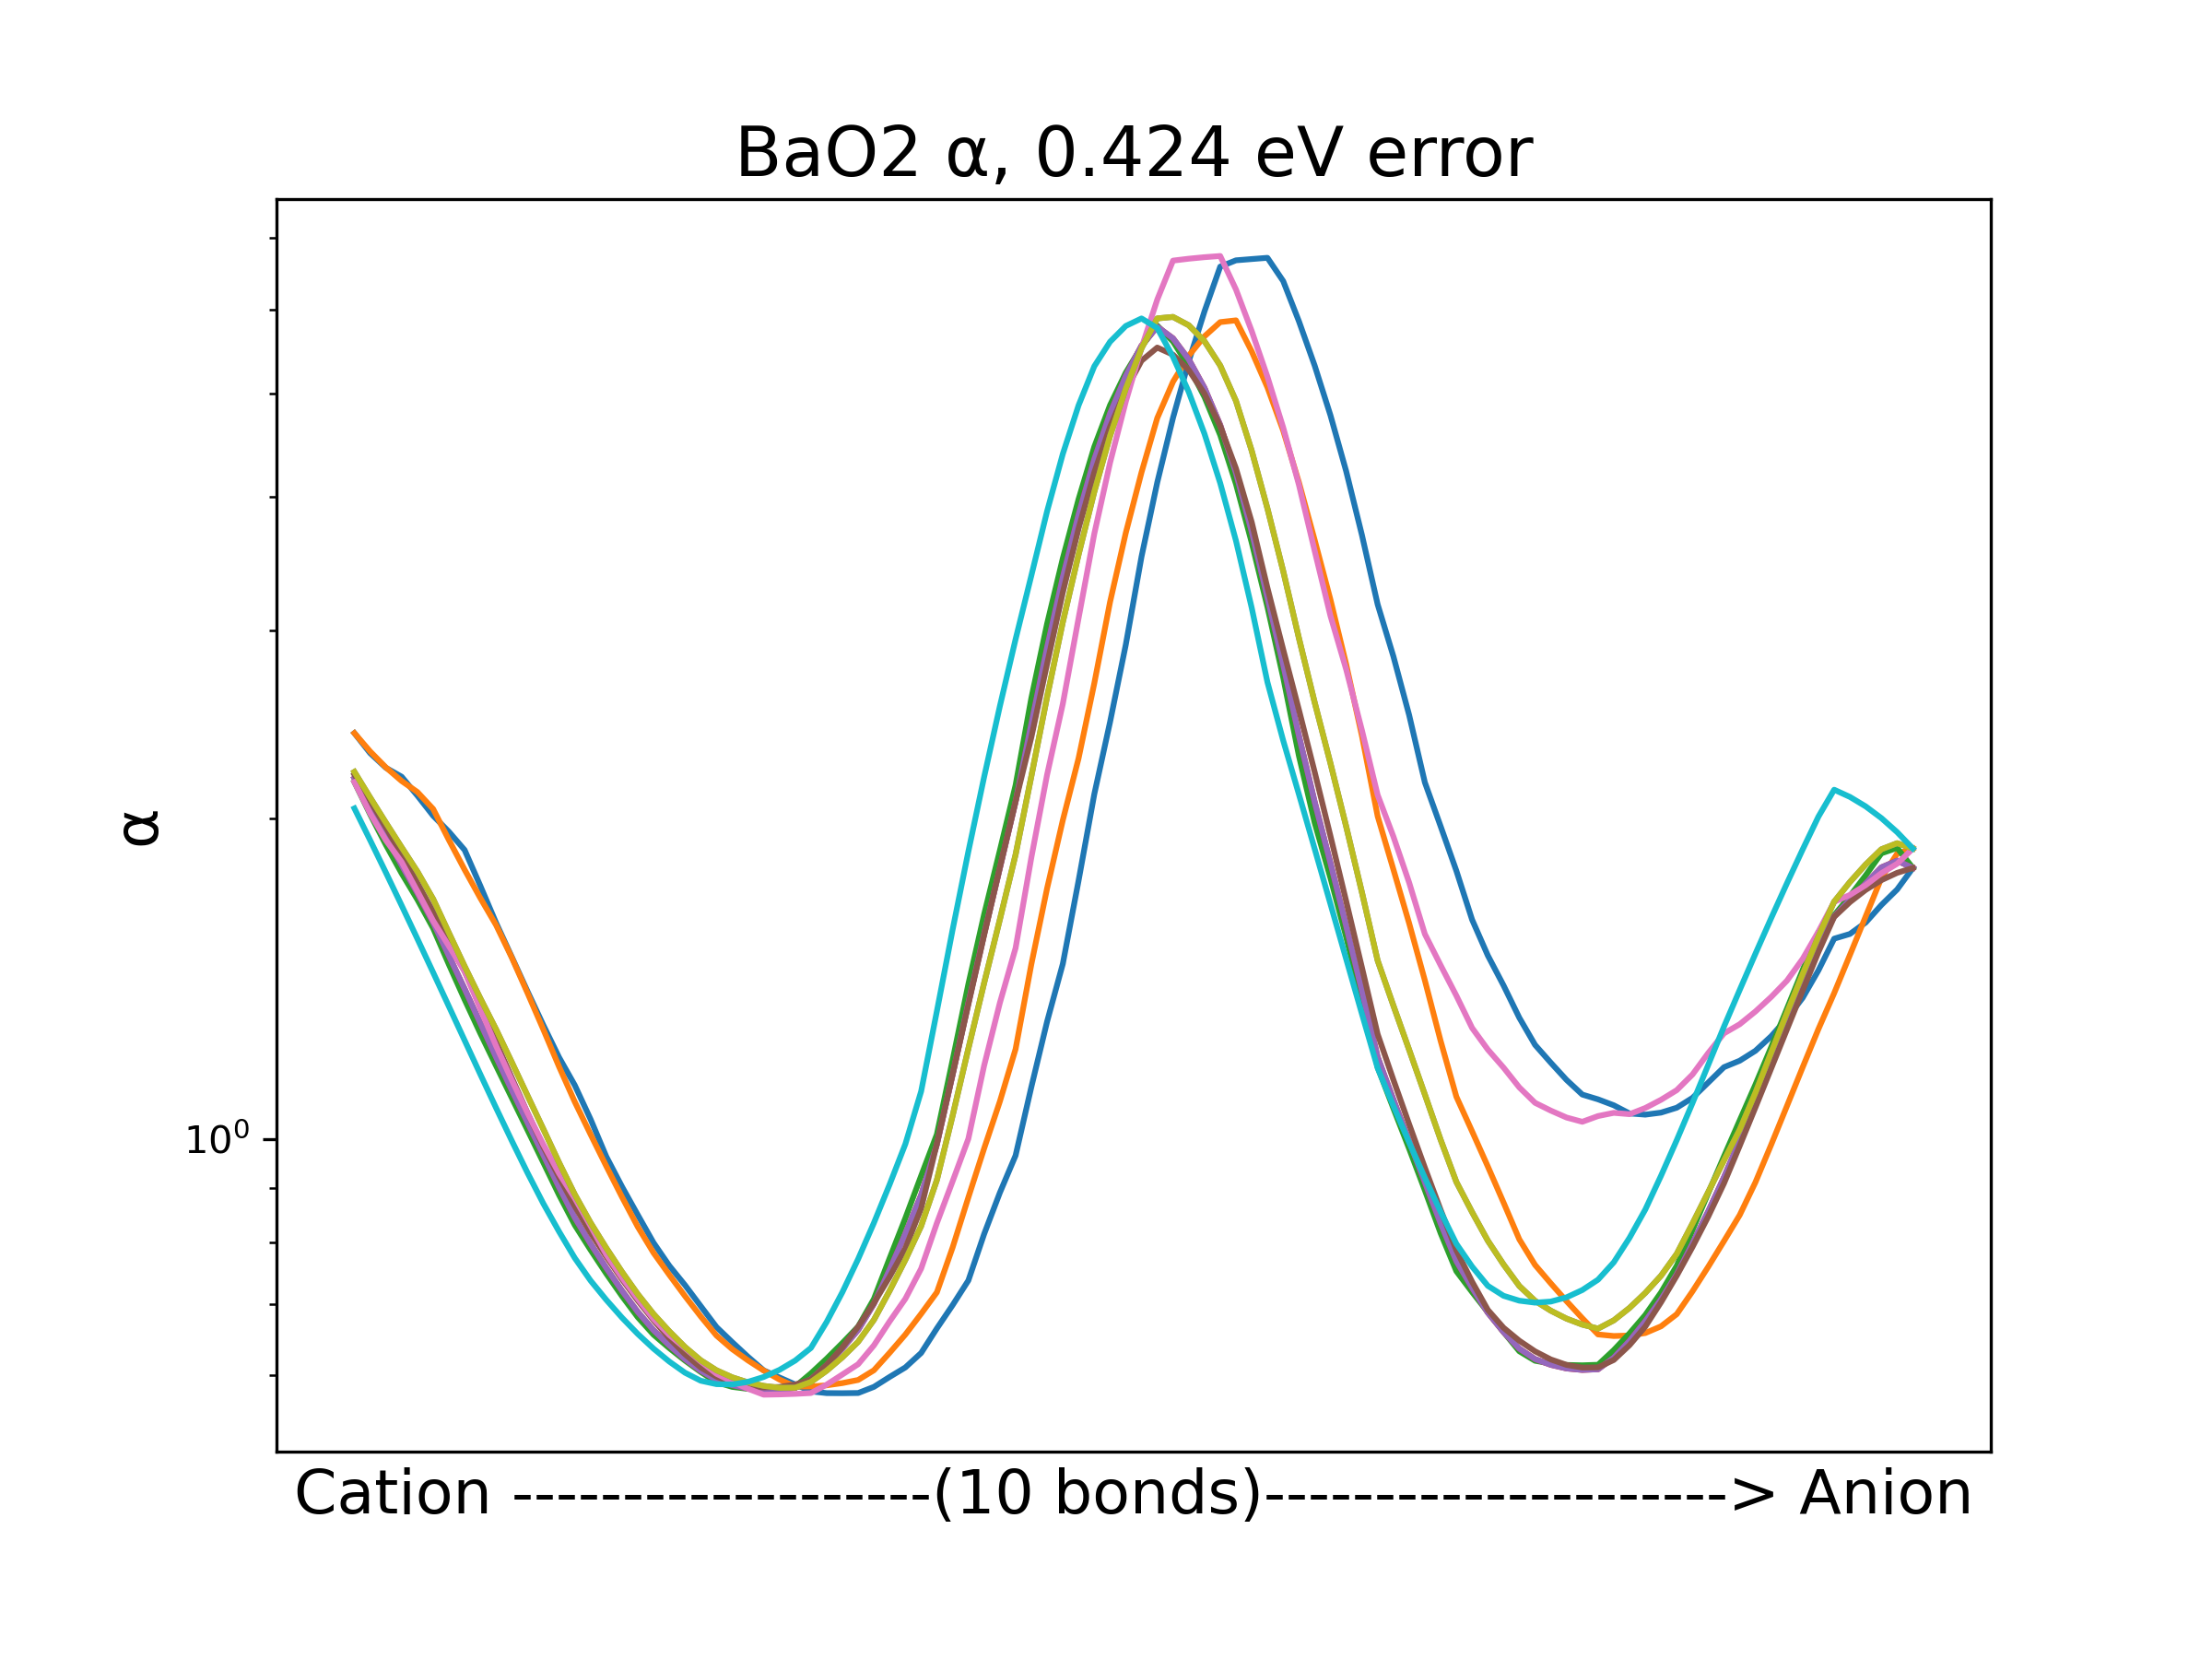 BaO2 α, 0.424 eV error
α
10⁰
Cation -------------------(10 bonds)---------------------> Anion